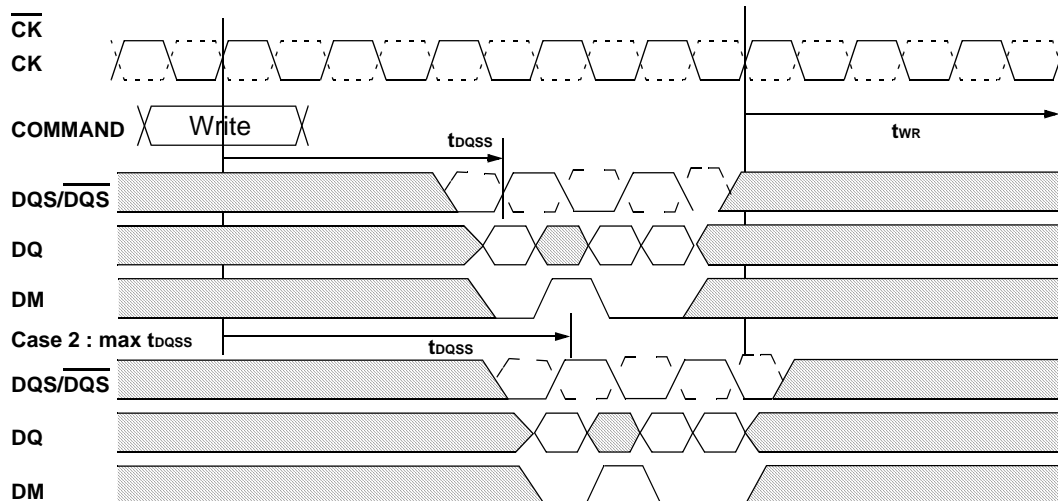 CK
CK
COMMAND Write
tDQSS tWR
DQS/DQS
DQ
DM
Case 2 : max tDQSS tDQSS
DQS/DQS
DQ
DM